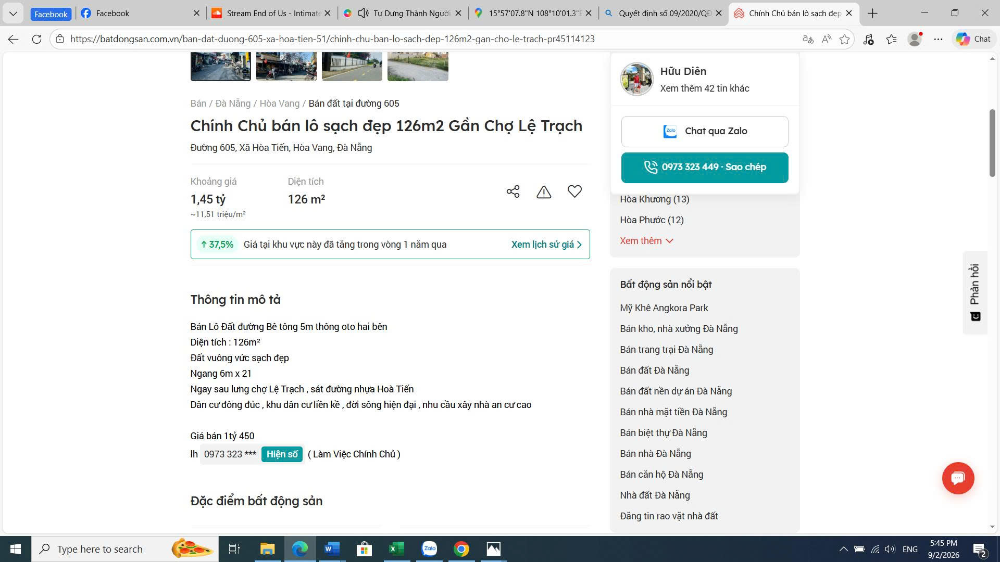 Facebook
Facebook
Stream End of Us - Intimate
Tự Dưng Thành Người
15°57'07.8"N 108°10'01.3"E
Quyết định số 09/2020/QĐ
Chính Chủ bán lô sạch đẹp
https://batdongsan.com.vn/ban-dat-duong-605-xa-hoa-tien-51/chinh-chu-ban-lo-sach-dep-126m2-gan-cho-le-trach-pr45114123
Chat
Bán / Đà Nẵng / Hòa Vang / Bán đất tại đường 605
Chính Chủ bán lô sạch đẹp 126m2 Gần Chợ Lệ Trạch
Đường 605, Xã Hòa Tiến, Hòa Vang, Đà Nẵng
Khoảng giá
Diện tích
1,45 tỷ
126 m²
~11,51 triệu/m²
37,5%
Giá tại khu vực này đã tăng trong vòng 1 năm qua
Xem lịch sử giá
Thông tin mô tả
Bán Lô Đất đường Bê tông 5m thông oto hai bên
Diện tích : 126m²
Đất vuông vức sạch đẹp
Ngang 6m x 21
Ngay sau lưng chợ Lệ Trạch , sát đường nhựa Hoà Tiến
Dân cư đông đúc , khu dân cư liền kề , đời sông hiện đại , nhu cầu xây nhà an cư cao
Giá bán 1tỷ 450
lh 0973 323 *** Hiện số ( Làm Việc Chính Chủ )
Đặc điểm bất động sản
Hữu Diên
Xem thêm 42 tin khác
Zalo
Chat qua Zalo
0973 323 449 · Sao chép
Hòa Khương (13)
Hòa Phước (12)
Xem thêm
Bất động sản nổi bật
Mỹ Khê Angkora Park
Bán kho, nhà xưởng Đà Nẵng
Bán trang trại Đà Nẵng
Bán đất Đà Nẵng
Bán đất nền dự án Đà Nẵng
Bán nhà mặt tiền Đà Nẵng
Bán biệt thự Đà Nẵng
Bán nhà Đà Nẵng
Bán căn hộ Đà Nẵng
Nhà đất Đà Nẵng
Đăng tin rao vặt nhà đất
Phản hồi
Type here to search
Zalo
ENG
5:45 PM
9/2/2026
2